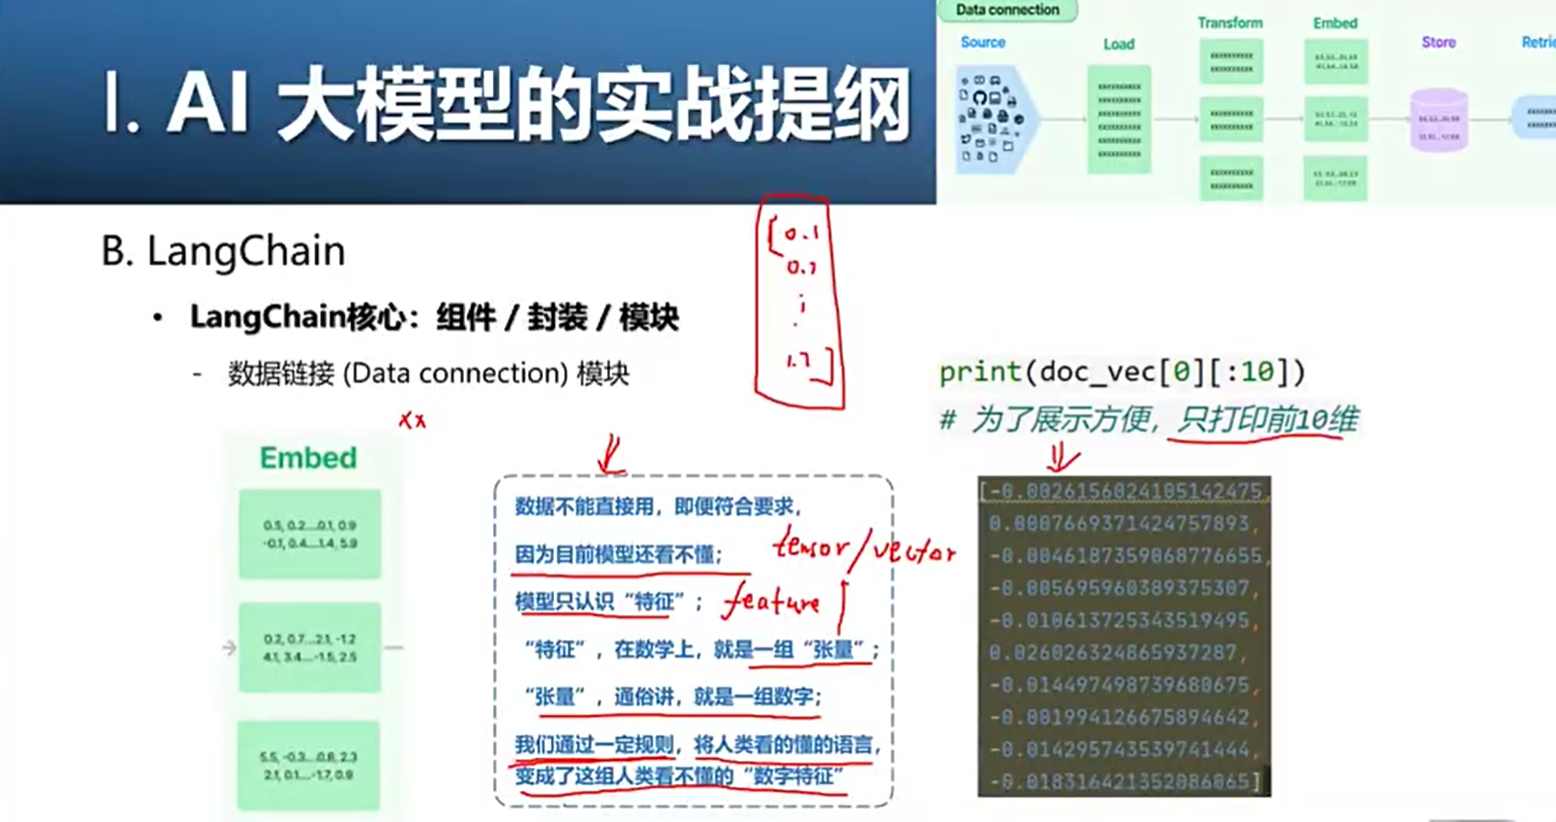 I. AI 大模型的实战提纲
Data connection
Source
Load
Transform
Embed
Store
B. LangChain
• LangChain核心：组件 / 封装 / 模块
- 数据链接 (Data connection) 模块
xx
[0.1
1.7]
Embed
0.5, 0.2....0.1, 0.9
-0.1, 0.4....1.4, 5.9
0.2, 0.7....2.1, -1.2
4.1, 3.4....-1.5, 2.5
5.5, -0.3....0.8, 2.3
2.1, 0.1....-1.7, 0.9
数据不能直接用，即便符合要求，
因为目前模型还看不懂；
tensor/vector
模型只认识“特征”；
feature
“特征”，在数学上，就是一组“张量”；
“张量”，通俗讲，就是一组数字；
我们通过一定规则，将人类看的懂的语言，
变成了这组人类看不懂的“数字特征”
print(doc_vec[0][:10])
# 为了展示方便，只打印前10维
[-0.0026156024105142475,
0.0007669371424757893,
-0.0046187359068776655,
-0.005695960389375307,
-0.010613725343519495,
0.026026324865937287,
-0.014497498739680675,
-0.001994126675894642,
-0.014295743539741444,
-0.018316421352086065]